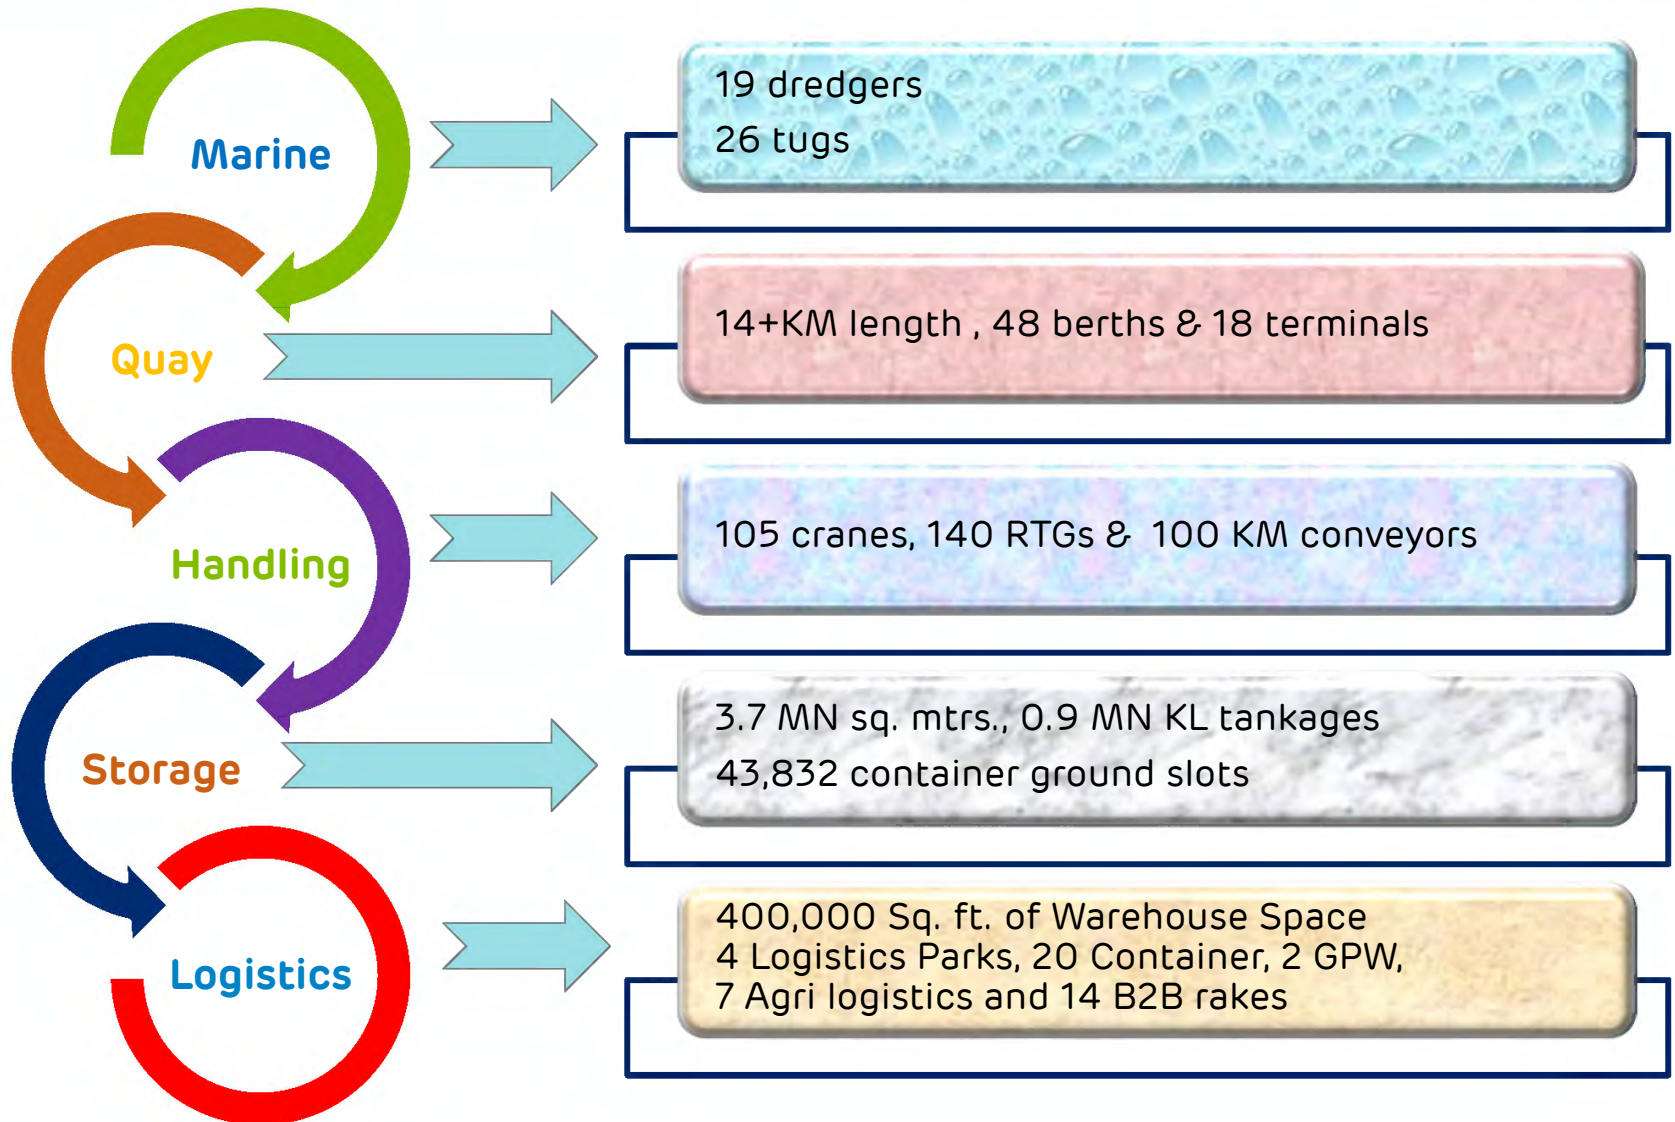 Marine
19 dredgers
26 tugs
Quay
14+KM length , 48 berths & 18 terminals
Handling
105 cranes, 140 RTGs &  100 KM conveyors
Storage
3.7 MN sq. mtrs., 0.9 MN KL tankages
43,832 container ground slots
Logistics
400,000 Sq. ft. of Warehouse Space
4 Logistics Parks, 20 Container, 2 GPW,
7 Agri logistics and 14 B2B rakes